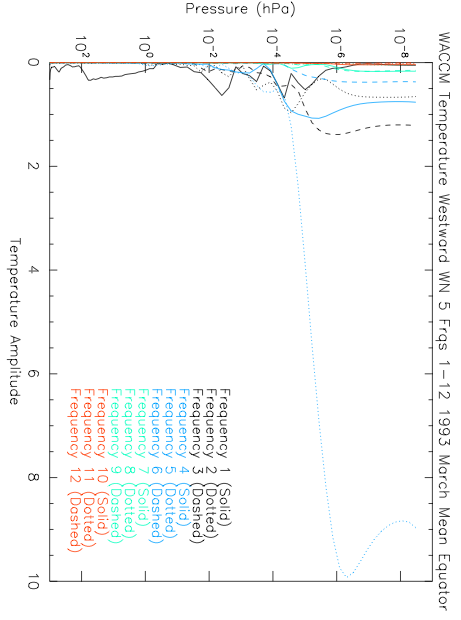 WACCM Temperature Westward WN 5 Frqs 1-12 1993 March Mean Equator
Pressure (hPa)
10^-8
10^-6
10^-4
10^-2
10^0
10^2
0
2
4
6
8
10
Temperature Amplitude
Frequency 1 (Solid)
Frequency 2 (Dotted)
Frequency 3 (Dashed)
Frequency 4 (Solid)
Frequency 5 (Dotted)
Frequency 6 (Dashed)
Frequency 7 (Solid)
Frequency 8 (Dotted)
Frequency 9 (Dashed)
Frequency 10 (Solid)
Frequency 11 (Dotted)
Frequency 12 (Dashed)